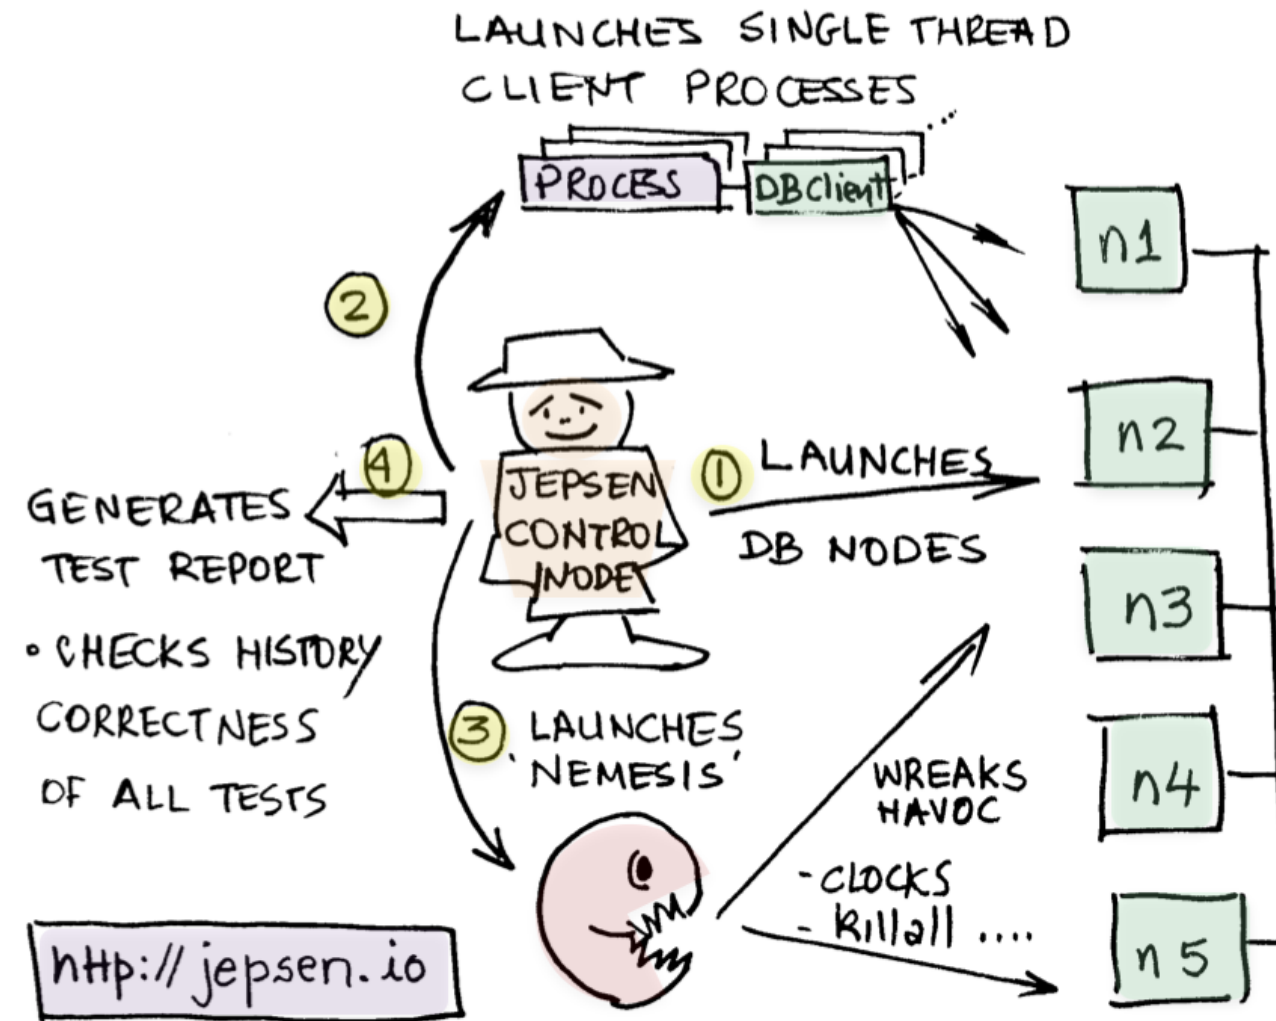 LAUNCHES SINGLE THREAD
CLIENT PROCESSES
PROCESS
DBClient
n1
2
n2
4
1
LAUNCHES
DB NODES
JEPSEN
CONTROL
NODE
GENERATES
TEST REPORT
• CHECKS HISTORY
CORRECTNESS
OF ALL TESTS
n3
3
LAUNCHES
'NEMESIS'
WREAKS
HAVOC
n4
- CLOCKS
- Killall ....
n5
http://jepsen.io